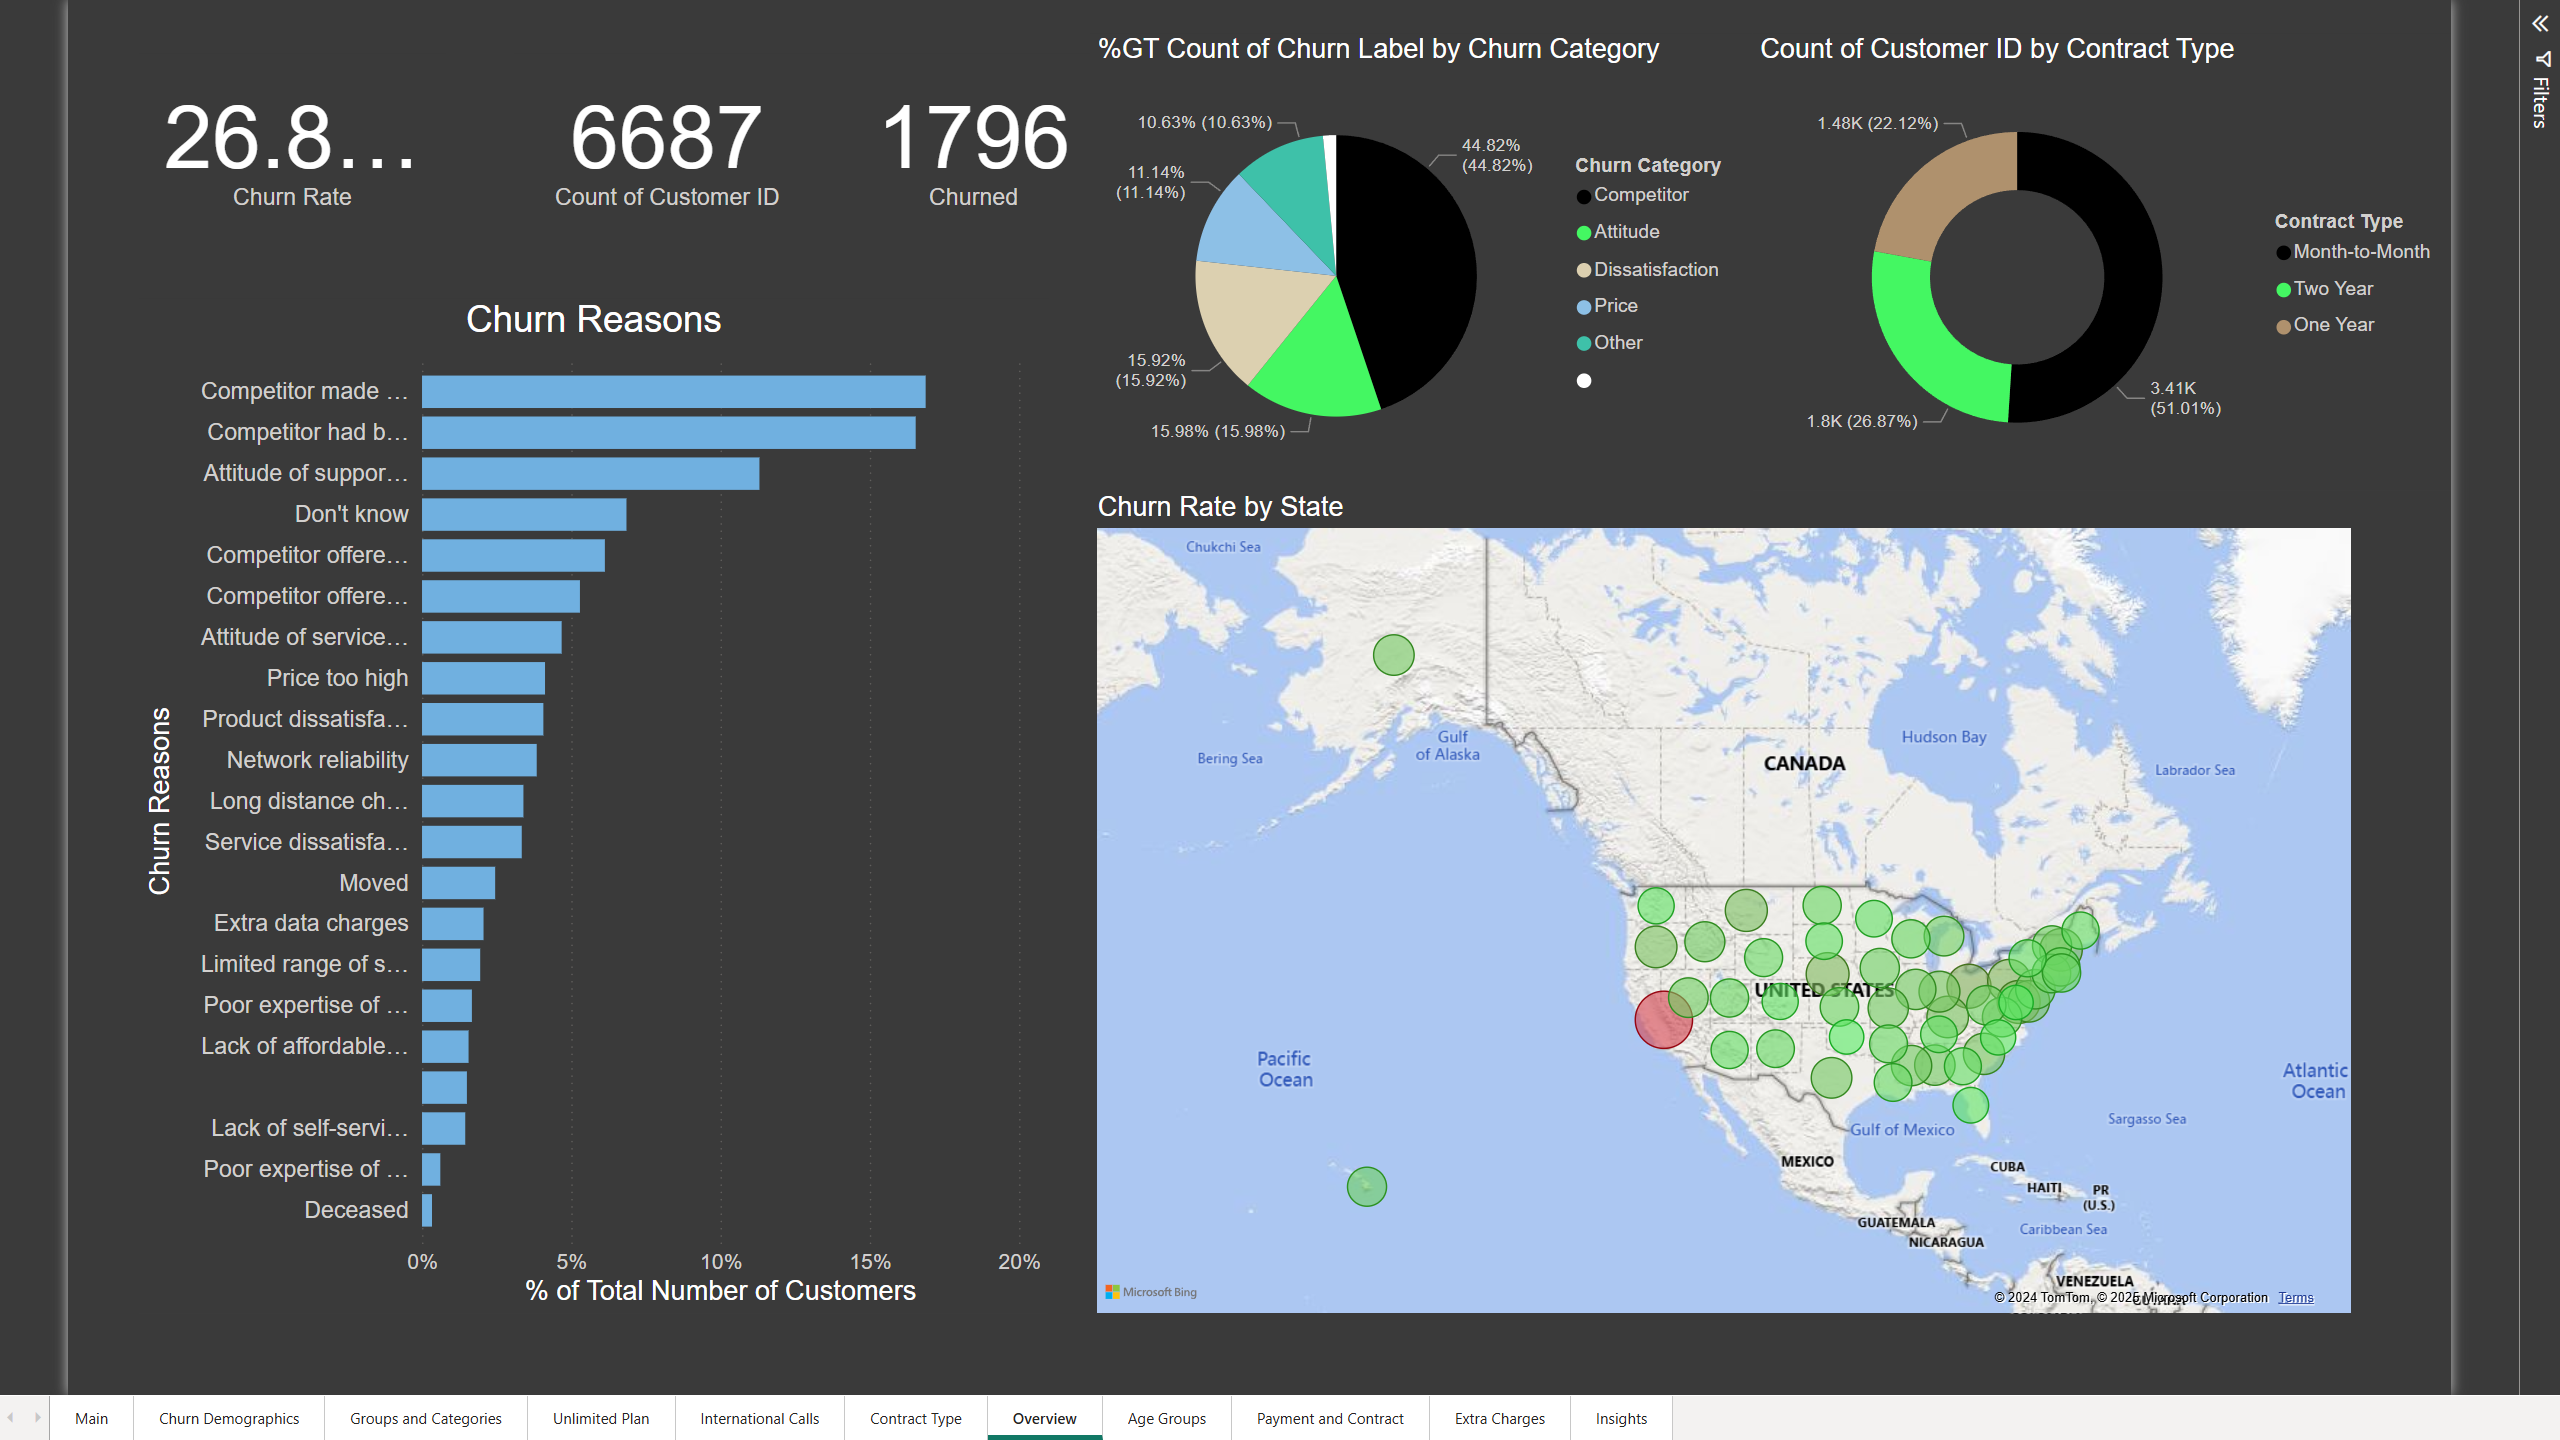 26.8...
Churn Rate
6687
Count of Customer ID
1796
Churned
%GT Count of Churn Label by Churn Category
10.63% (10.63%)
44.82%
(44.82%)
11.14%
(11.14%)
15.92%
(15.92%)
15.98% (15.98%)
Churn Category
Competitor
Attitude
Dissatisfaction
Price
Other
Count of Customer ID by Contract Type
1.48K (22.12%)
3.41K
(51.01%)
1.8K (26.87%)
Contract Type
Month-to-Month
Two Year
One Year
Filters
Churn Reasons
Churn Reasons
Competitor made ...
Competitor had b...
Attitude of suppor...
Don't know
Competitor offere...
Competitor offere...
Attitude of service...
Price too high
Product dissatisfa...
Network reliability
Long distance ch...
Service dissatisfa...
Moved
Extra data charges
Limited range of s...
Poor expertise of ...
Lack of affordable...
Lack of self-servi...
Poor expertise of ...
Deceased
0% 5% 10% 15% 20%
% of Total Number of Customers
Churn Rate by State
Chukchi Sea
Bering Sea
Gulf
of Alaska
CANADA
Hudson Bay
Labrador Sea
UNITED STATES
Pacific
Ocean
Atlantic
Ocean
Sargasso Sea
Gulf of Mexico
MEXICO
CUBA
HAITI
PR
(U.S.)
GUATEMALA
Caribbean Sea
NICARAGUA
VENEZUELA
Microsoft Bing
© 2024 TomTom, © 2025 Microsoft Corporation Terms
Main
Churn Demographics
Groups and Categories
Unlimited Plan
International Calls
Contract Type
Overview
Age Groups
Payment and Contract
Extra Charges
Insights